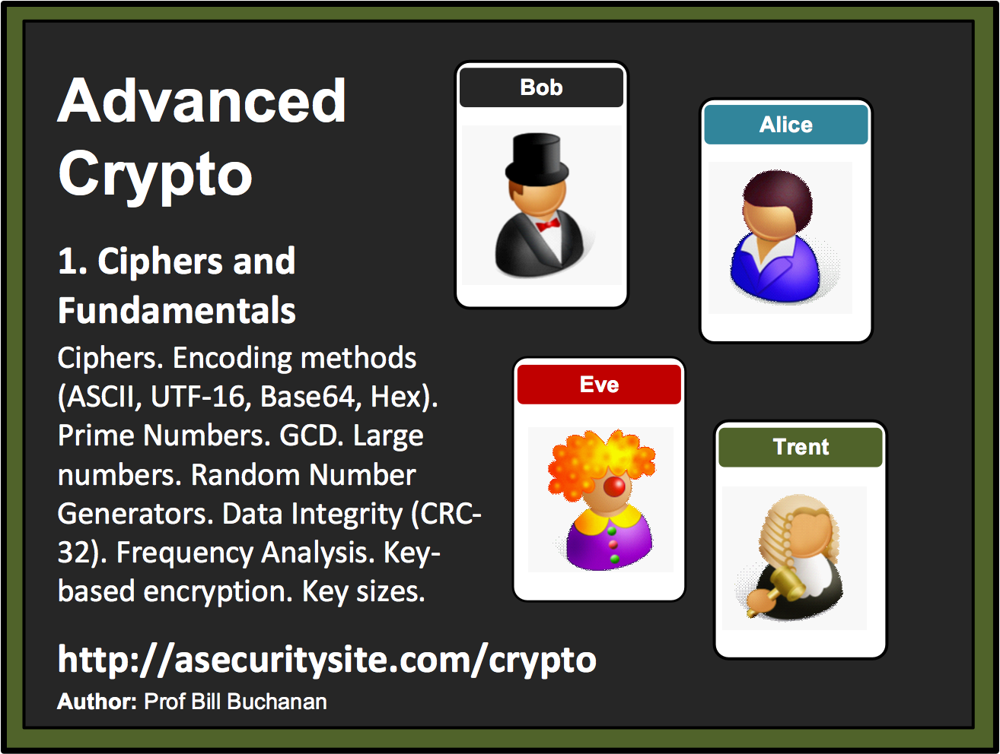 Advanced
Crypto
1. Ciphers and
Fundamentals
Ciphers. Encoding methods
(ASCII, UTF-16, Base64, Hex).
Prime Numbers. GCD. Large
numbers. Random Number
Generators. Data Integrity (CRC-
32). Frequency Analysis. Key-
based encryption. Key sizes.
http://asecuritysite.com/crypto
Author: Prof Bill Buchanan
Bob
Alice
Eve
Trent